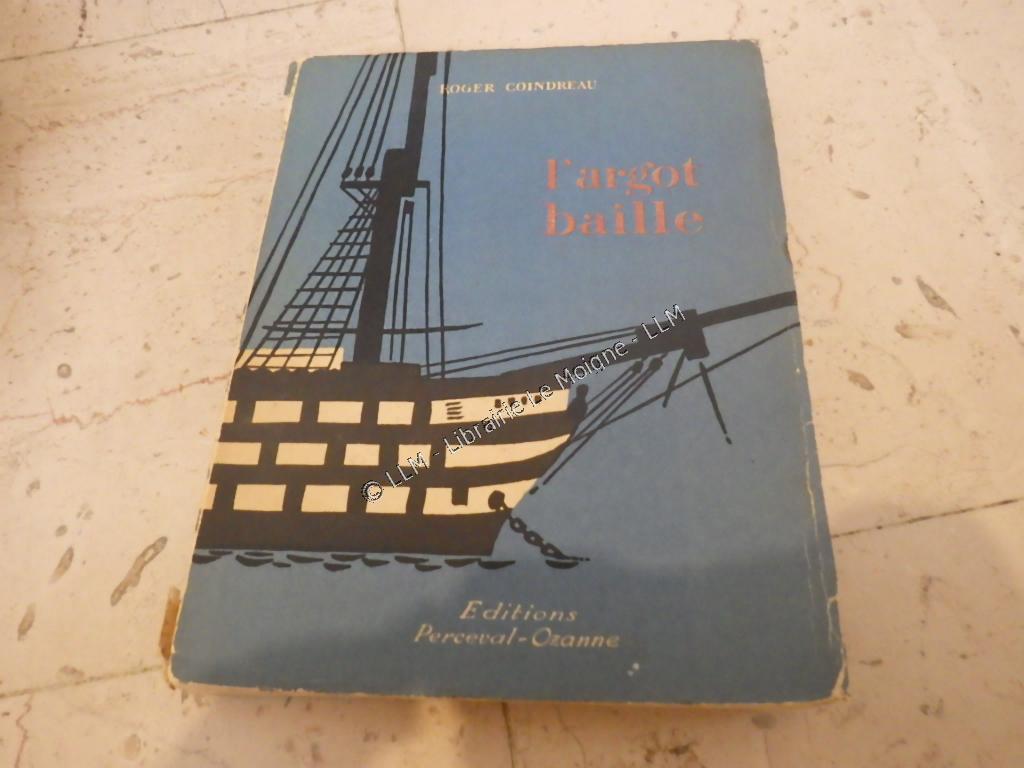 ROGER COINDREAU
l'argot
baille
© LLM - Librairie Le Moigne - LLM
Editions
Perceval-Ozanne